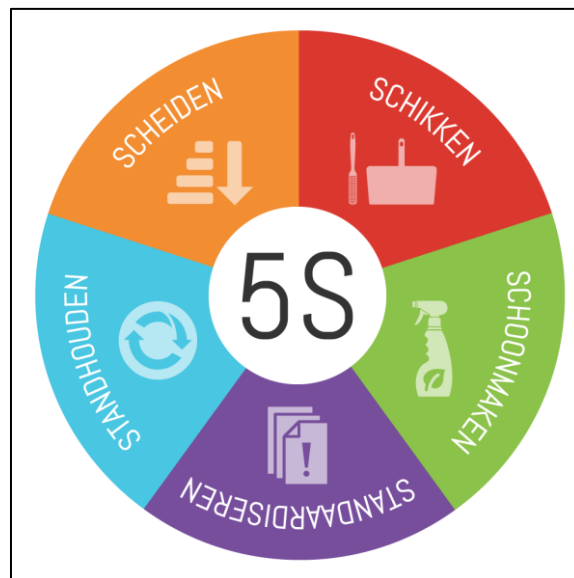 SCHEIDEN
SCHIKKEN
SCHOONMAKEN
STANDAARDISEREN
STANDHOUDEN
5S
!